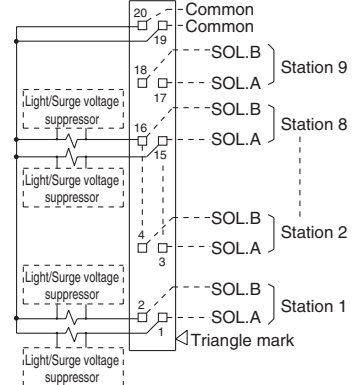 20
Common
Common
19
18
SOL.B
SOL.A
Station 9
17
Light/Surge voltage
suppressor
16
SOL.B
SOL.A
Station 8
15
Light/Surge voltage
suppressor
4
SOL.B
SOL.A
Station 2
3
Light/Surge voltage
suppressor
2
SOL.B
SOL.A
Station 1
1
Triangle mark
Light/Surge voltage
suppressor